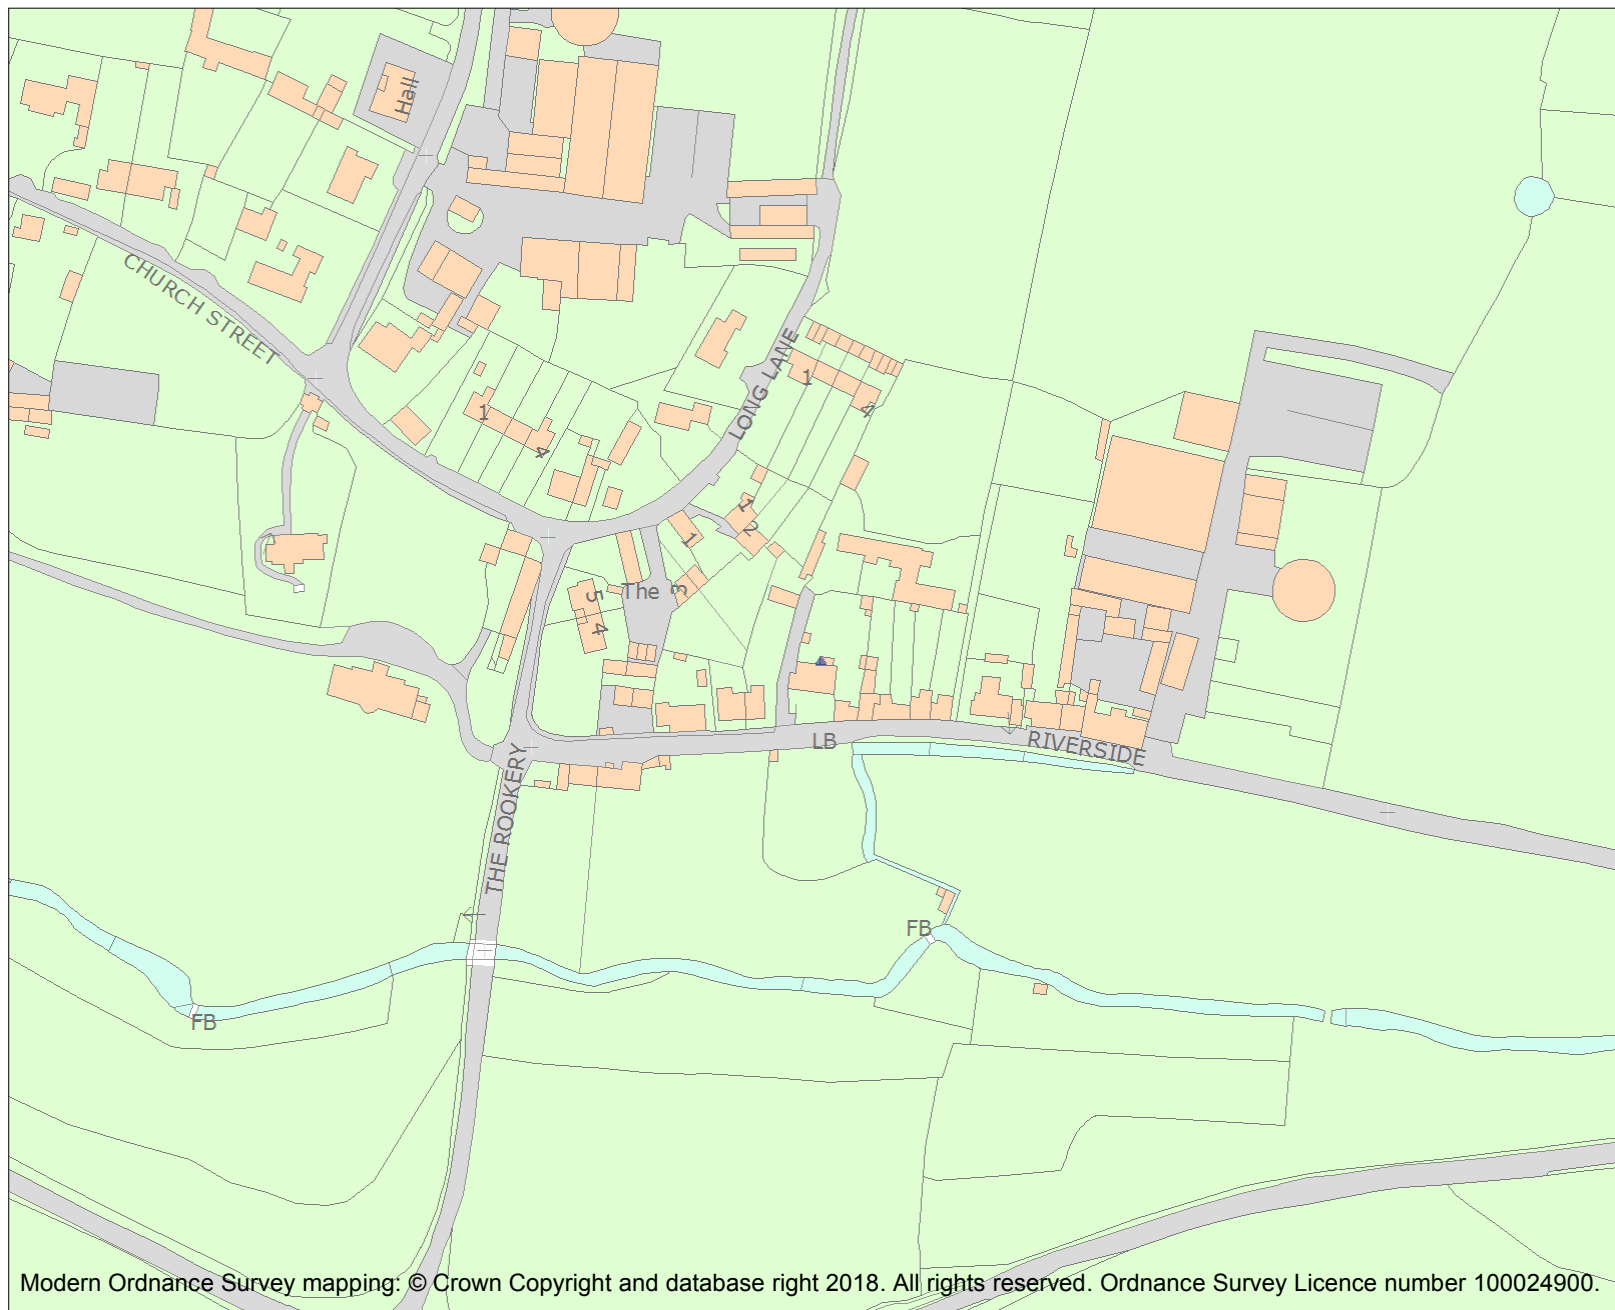 Hall
CHURCH STREET
LONG LANE
1
4
1
4
1
2
1
The
3
5
4
LB
RIVERSIDE
THE ROOKERY
FB
FB
Modern Ordnance Survey mapping: © Crown Copyright and database right 2018. All rights reserved. Ordnance Survey Licence number 100024900.